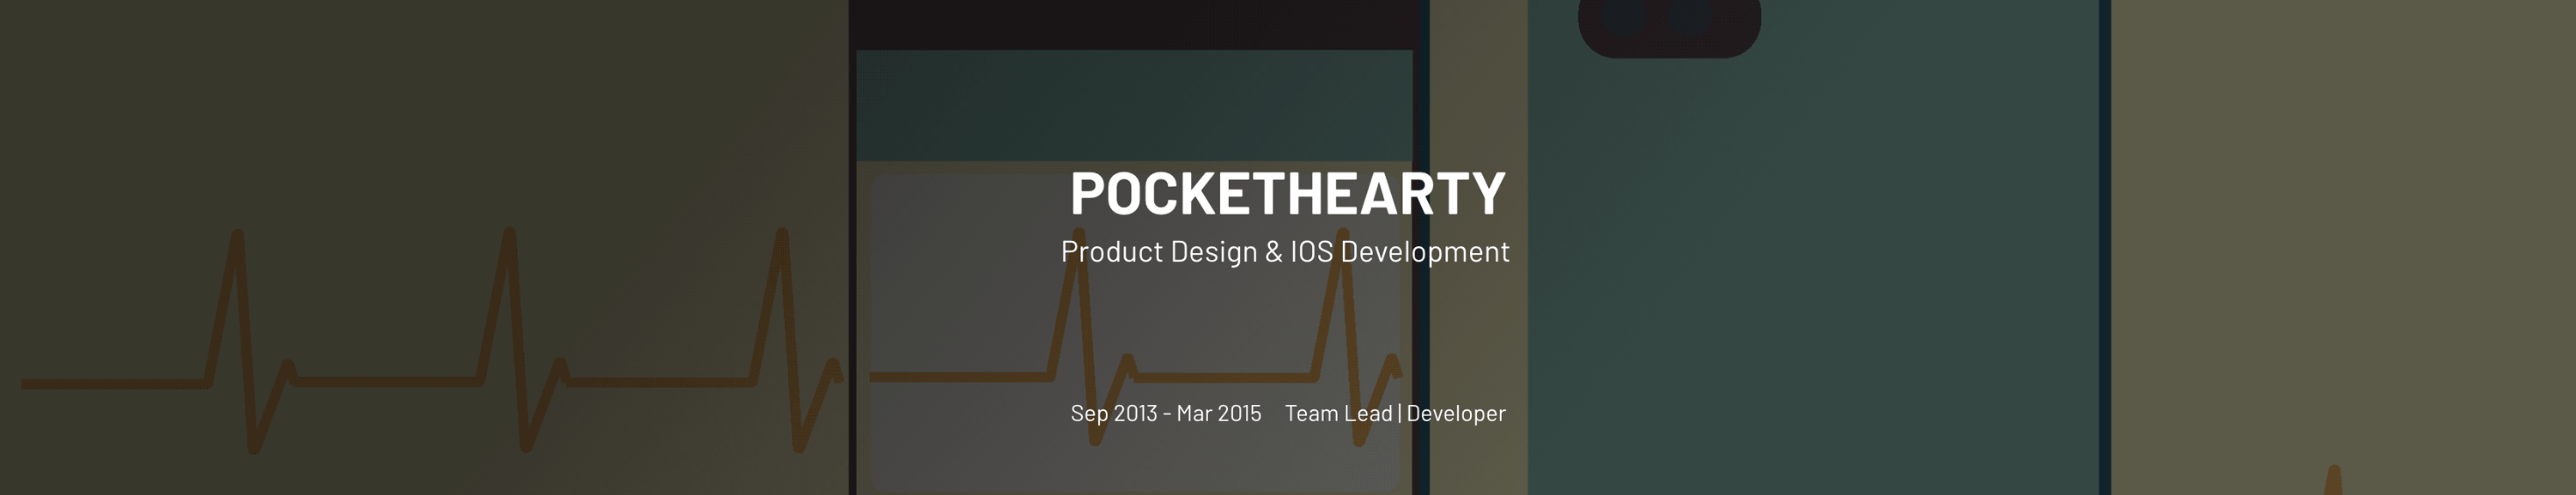 POCKETHEARTY
Product Design & IOS Development
Sep 2013 - Mar 2015 Team Lead | Developer